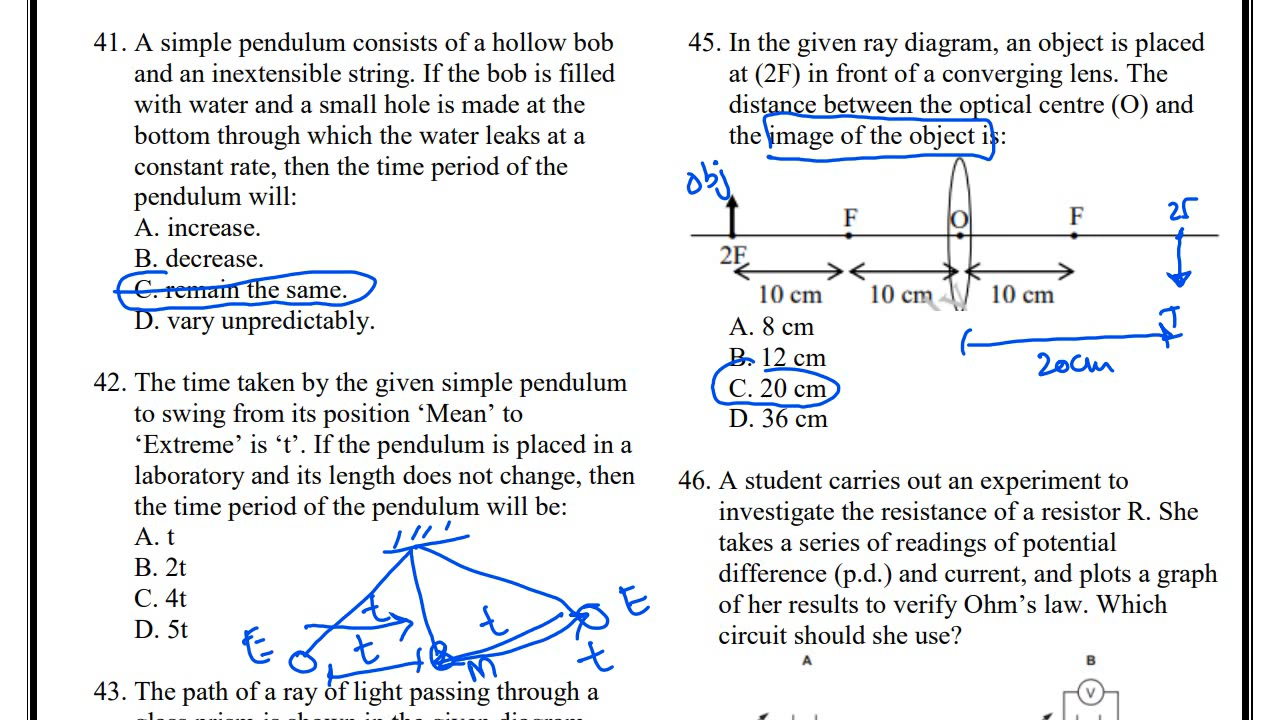 41. A simple pendulum consists of a hollow bob
and an inextensible string. If the bob is filled
with water and a small hole is made at the
bottom through which the water leaks at a
constant rate, then the time period of the
pendulum will:
A. increase.
B. decrease.
C. remain the same.
D. vary unpredictably.
42. The time taken by the given simple pendulum
to swing from its position ‘Mean’ to
‘Extreme’ is ‘t’. If the pendulum is placed in a
laboratory and its length does not change, then
the time period of the pendulum will be:
A. t
B. 2t
C. 4t
D. 5t
E
t
t
M
t
t
E
43. The path of a ray of light passing through a
45. In the given ray diagram, an object is placed
at (2F) in front of a converging lens. The
distance between the optical centre (O) and
the image of the object is:
Obj
F
O
F
2F
2F
10 cm
10 cm
10 cm
I
20cm
A. 8 cm
B. 12 cm
C. 20 cm
D. 36 cm
46. A student carries out an experiment to
investigate the resistance of a resistor R. She
takes a series of readings of potential
difference (p.d.) and current, and plots a graph
of her results to verify Ohm’s law. Which
circuit should she use?
A
B
V